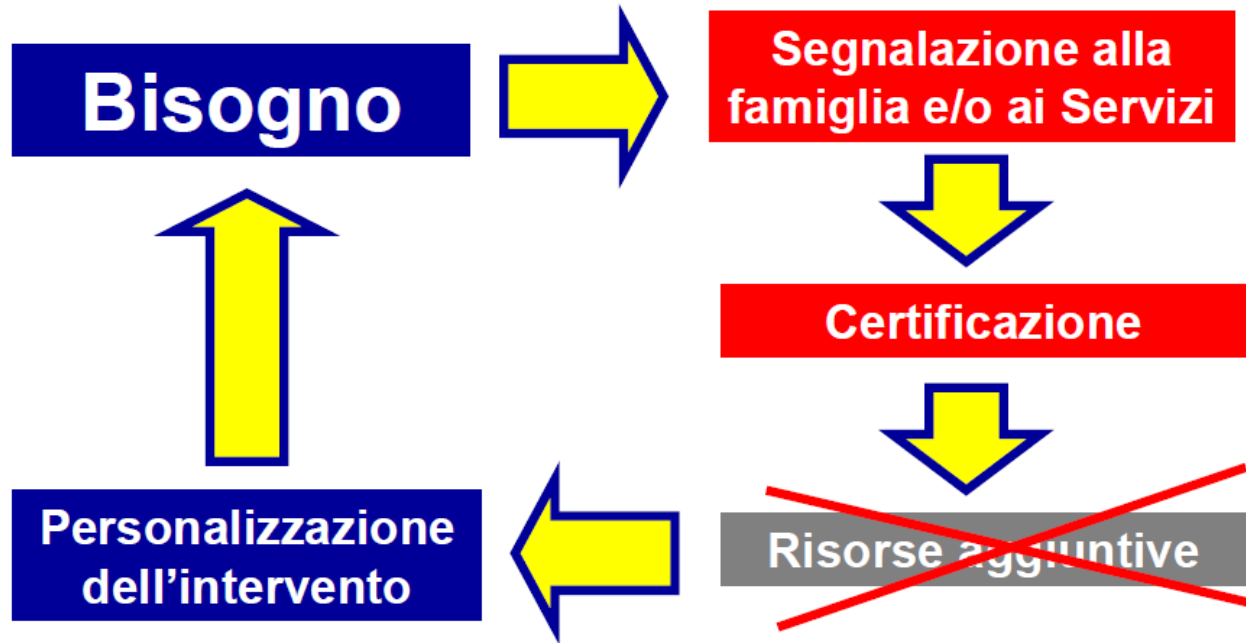 Bisogno
Segnalazione alla
famiglia e/o ai Servizi
Certificazione
Risorse aggiuntive
Personalizzazione
dell’intervento